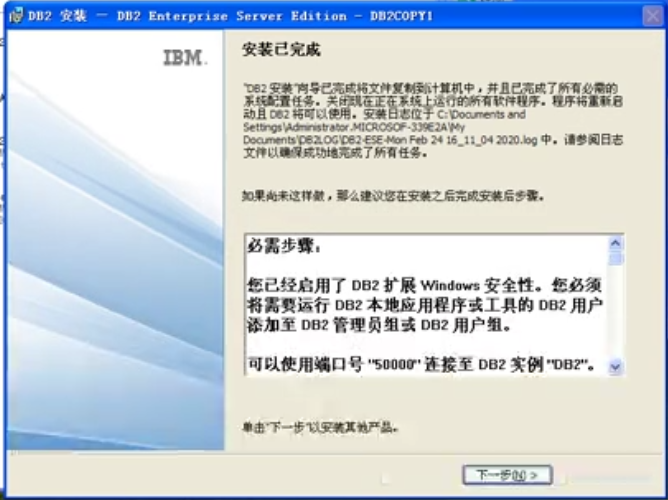 DB2 安装 － DB2 Enterprise Server Edition - DB2COPY1
IBM.
安装已完成
"DB2 安装"向导已完成将文件复制到计算机中，并且已完成了所有必需的
系统配置任务。关闭现在正在系统上运行的所有软件程序。程序将重新启
动且 DB2 将可以使用。安装日志位于 C:\Documents and
Settings\Administrator.MICROSOF-339E2A\My
Documents\DB2LOG\DB2-ESE-Mon Feb 24 16_11_04 2020.log 中。请参阅日志
文件以确保成功地完成了所有任务。
如果尚未这样做，那么建议您在安装之后完成安装后步骤。
必需步骤：
您已经启用了 DB2 扩展 Windows 安全性。您必须
将需要运行 DB2 本地应用程序或工具的 DB2 用户
添加至 DB2 管理员组或 DB2 用户组。
可以使用端口号 "50000" 连接至 DB2 实例 "DB2"。
单击"下一步"以安装其他产品。
下一步(N) >